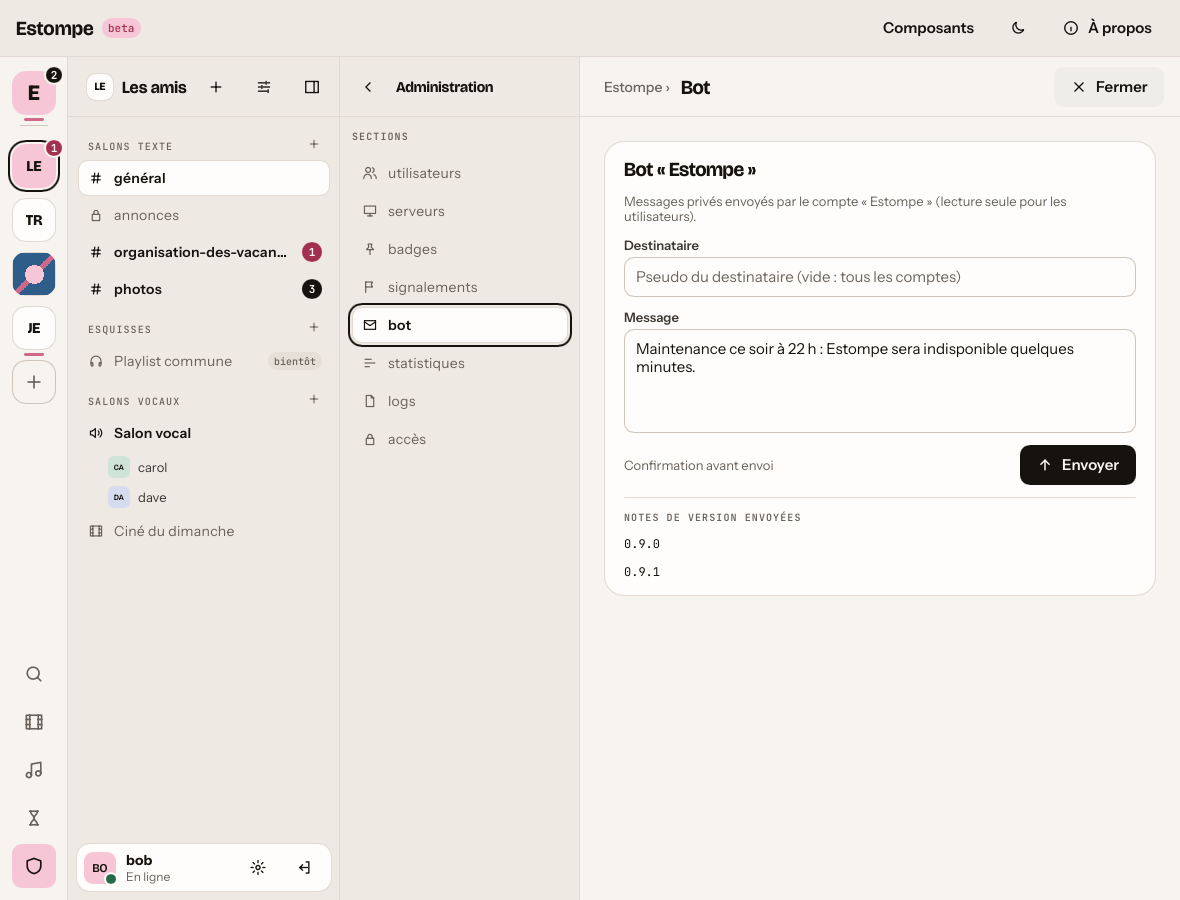 Estompe beta
Composants
À propos
E 2
LE 1
TR
JE
LE Les amis
SALONS TEXTE
# général
annonces
# organisation-des-vacan... 1
# photos 3
ESQUISSES
Playlist commune bientôt
SALONS VOCAUX
Salon vocal
CA carol
DA dave
Ciné du dimanche
BO bob
En ligne
Administration
SECTIONS
utilisateurs
serveurs
badges
signalements
bot
statistiques
logs
accès
Estompe › Bot
Fermer
Bot « Estompe »
Messages privés envoyés par le compte « Estompe » (lecture seule pour les
utilisateurs).
Destinataire
Pseudo du destinataire (vide : tous les comptes)
Message
Maintenance ce soir à 22 h : Estompe sera indisponible quelques
minutes.
Confirmation avant envoi
Envoyer
NOTES DE VERSION ENVOYÉES
0.9.0
0.9.1